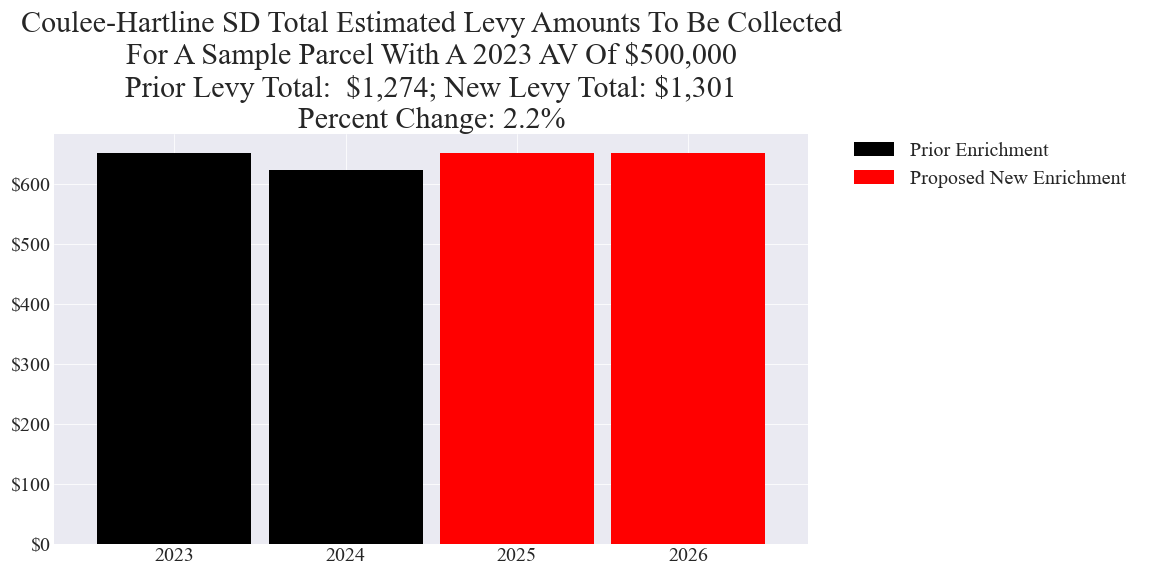 Coulee-Hartline SD Total Estimated Levy Amounts To Be Collected
For A Sample Parcel With A 2023 AV Of $500,000
Prior Levy Total:  $1,274; New Levy Total: $1,301
Percent Change: 2.2%
Prior Enrichment
Proposed New Enrichment
$600
$500
$400
$300
$200
$100
$0
2023 2024 2025 2026